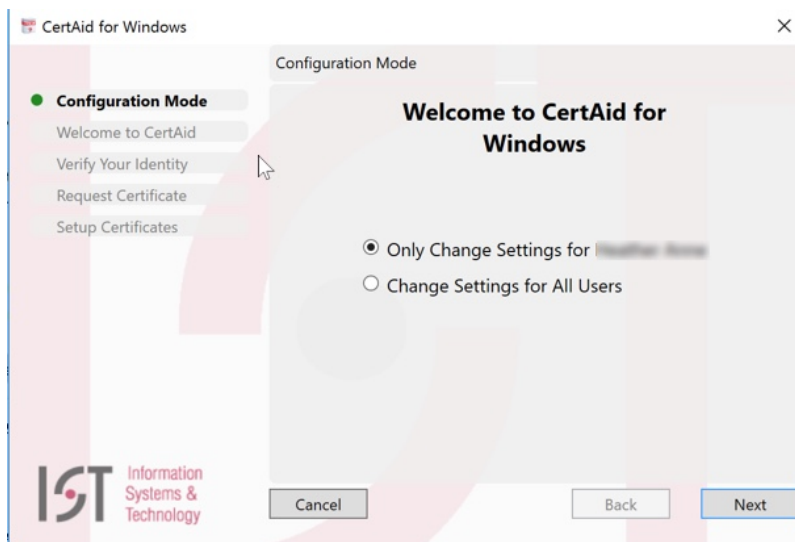 CertAid for Windows
Configuration Mode
Configuration Mode
Welcome to CertAid
Verify Your Identity
Request Certificate
Setup Certificates
Welcome to CertAid for
Windows
Only Change Settings for
Change Settings for All Users
IST Information
Systems &
Technology
Cancel
Back
Next